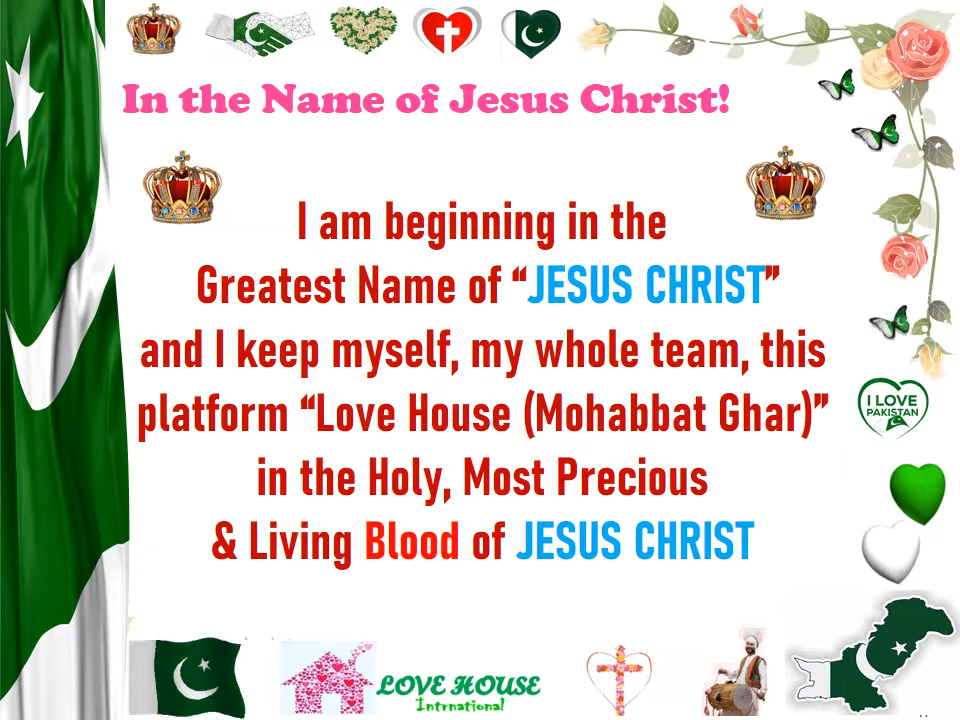 In the Name of Jesus Christ!
I am beginning in the
Greatest Name of “JESUS CHRIST”
and I keep myself, my whole team, this
platform “Love House (Mohabbat Ghar)”
in the Holy, Most Precious
& Living Blood of JESUS CHRIST
I LOVE
PAKISTAN
LOVE HOUSE
Intrnational